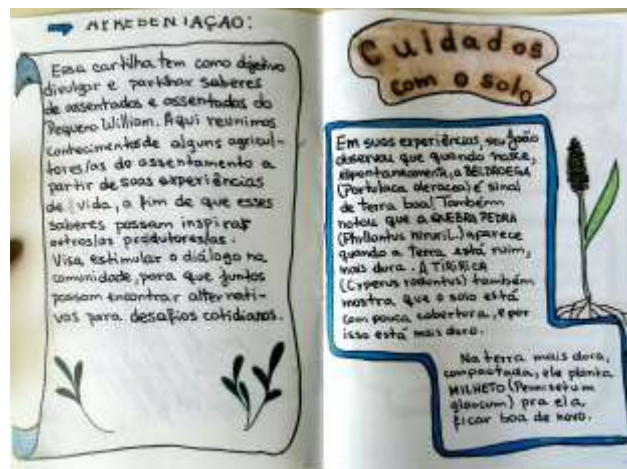 APRESENTAÇÃO:
Essa cartilha tem como objetivo
divulgar e partilhar saberes
de assentados e assentadas do
Pequeno William. Aqui reunimos
conhecimentos de alguns agricul-
tores/as do assentamento a
partir de suas experiências
de vida, a fim de que esses
saberes possam inspirar
outros/as produtores/as.
Visa estimular o diálogo na
comunidade, para que juntos
possam encontrar alternati-
vas para desafios cotidianos.
Cuidados
com o solo
Em suas experiências, seu João
observou que quando nasce,
espontaneamente, a BELDROEGA
(Portulaca oleracea) é sinal
de terra boa! Também
notou que a QUEBRA PEDRA
(Phyllantus niruri L.) aparece
quando a Terra está ruim,
mais dura. A TIRIRICA
(Cyperus rodontus) também
mostra que o solo está
com pouca cobertura, e por
isso está mais duro.
Na terra mais dura,
compactada, ele planta
MILHETO (Pennisetum
glaucum) pra ela
ficar boa de novo.